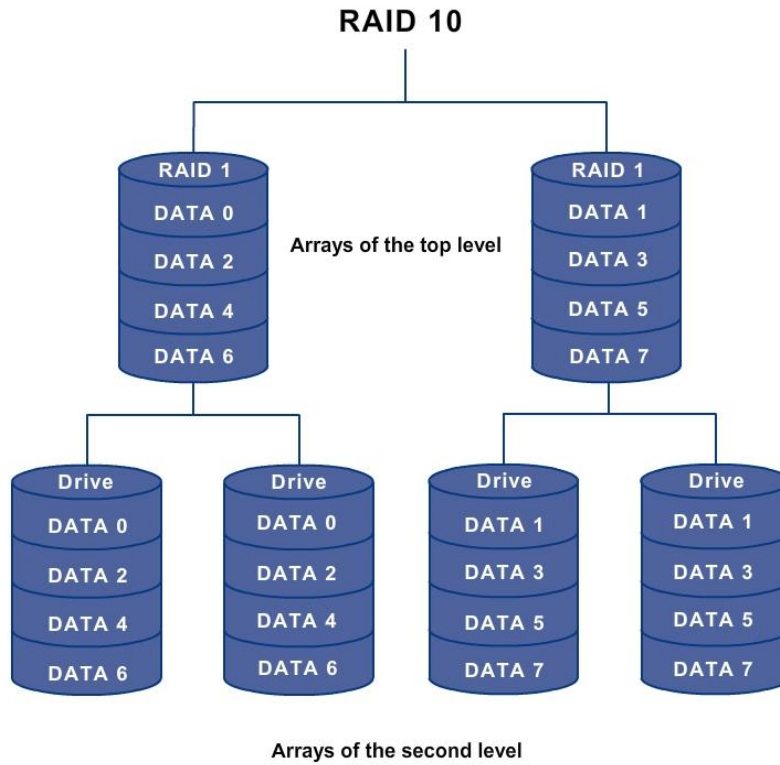 RAID 10
RAID 1
DATA 0
DATA 2
DATA 4
DATA 6
Arrays of the top level
RAID 1
DATA 1
DATA 3
DATA 5
DATA 7
Drive
DATA 0
DATA 2
DATA 4
DATA 6
Drive
DATA 0
DATA 2
DATA 4
DATA 6
Drive
DATA 1
DATA 3
DATA 5
DATA 7
Drive
DATA 1
DATA 3
DATA 5
DATA 7
Arrays of the second level